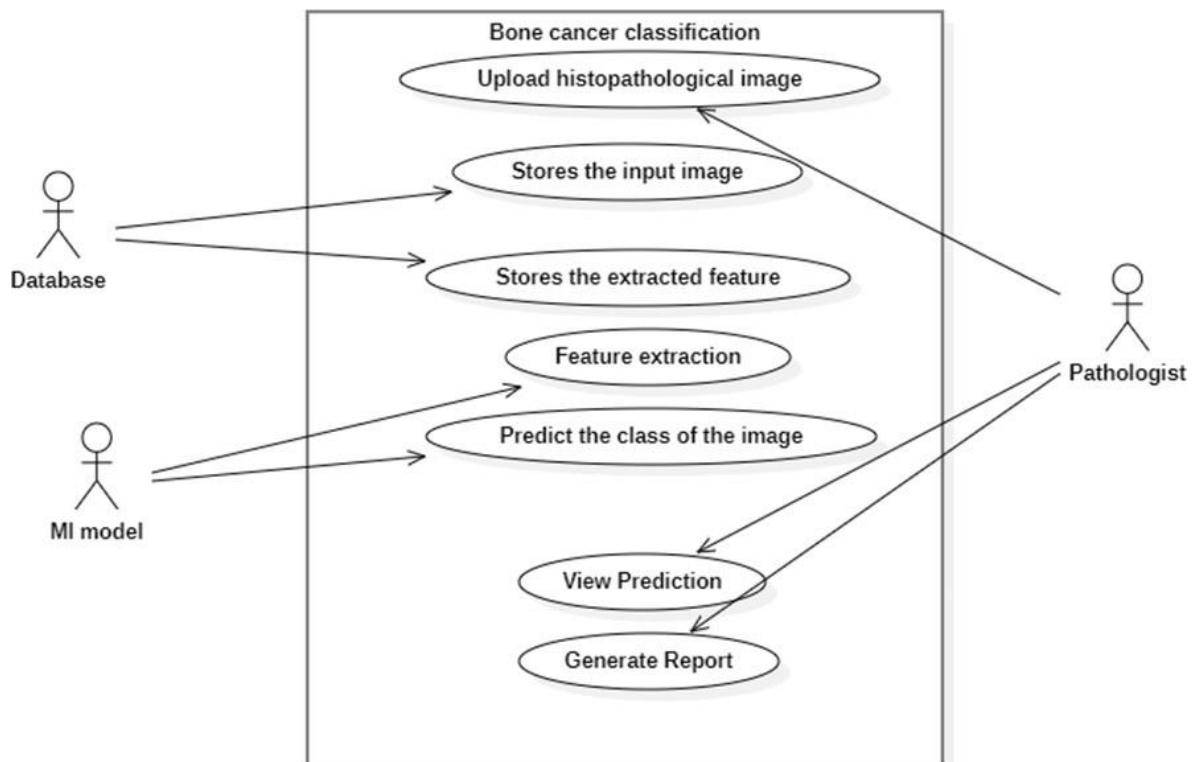 Bone cancer classification
Upload histopathological image
Stores the input image
Database
Stores the extracted feature
Feature extraction
Pathologist
Predict the class of the image
MI model
View Prediction
Generate Report